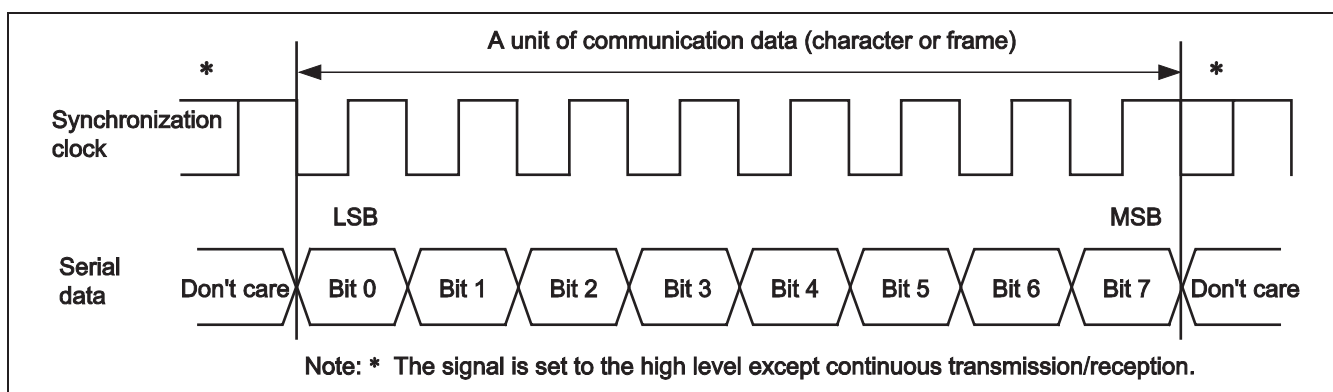 A unit of communication data (character or frame)
*
*
Synchronization
clock
LSB
MSB
Serial
data
Don't care
Bit 0
Bit 1
Bit 2
Bit 3
Bit 4
Bit 5
Bit 6
Bit 7
Don't care
Note: * The signal is set to the high level except continuous transmission/reception.